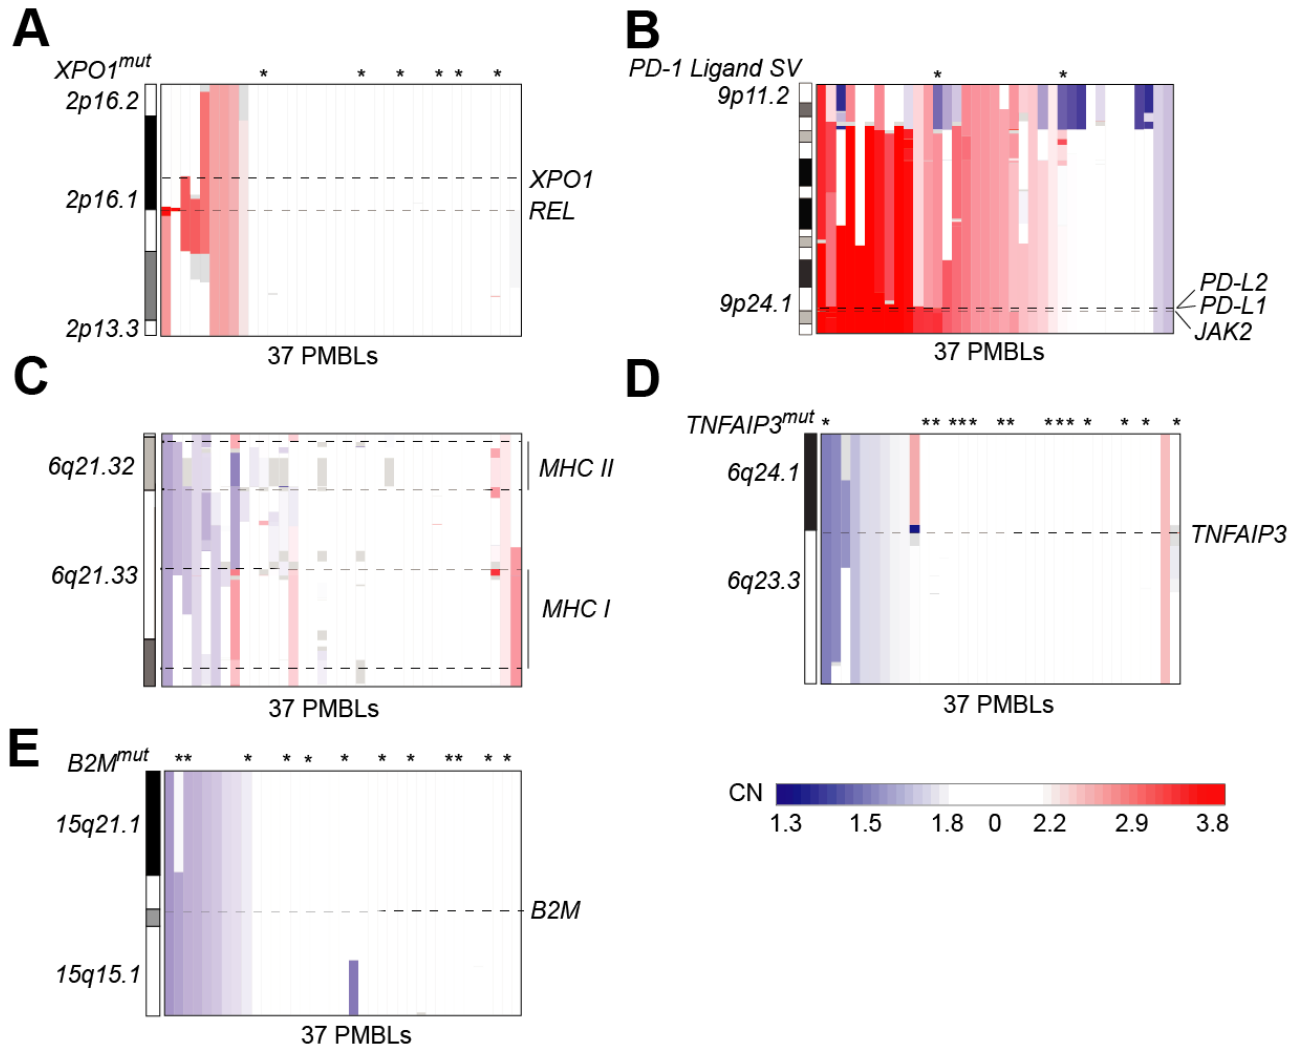 A
XPO1mut
* * * * * *
2p16.2
2p16.1
2p13.3
XPO1
REL
37 PMBLs
B
PD-1 Ligand SV
* *
9p11.2
9p24.1
PD-L2
PD-L1
JAK2
37 PMBLs
C
6q21.32
6q21.33
MHC II
MHC I
37 PMBLs
D
TNFAIP3mut
* ** *** ** *** * * * *
6q24.1
6q23.3
TNFAIP3
37 PMBLs
E
B2Mmut
** * * * * * * ** * *
15q21.1
15q15.1
B2M
37 PMBLs
CN
1.3 1.5 1.8 0 2.2 2.9 3.8